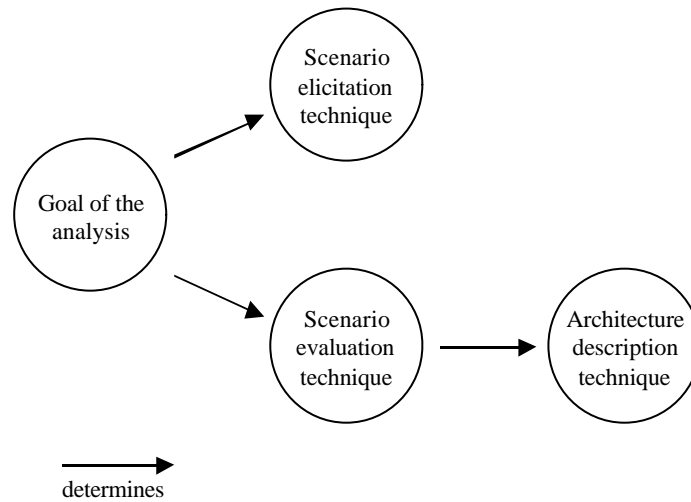 Scenario
elicitation
technique
Goal of the
analysis
Scenario
evaluation
technique
Architecture
description
technique
determines